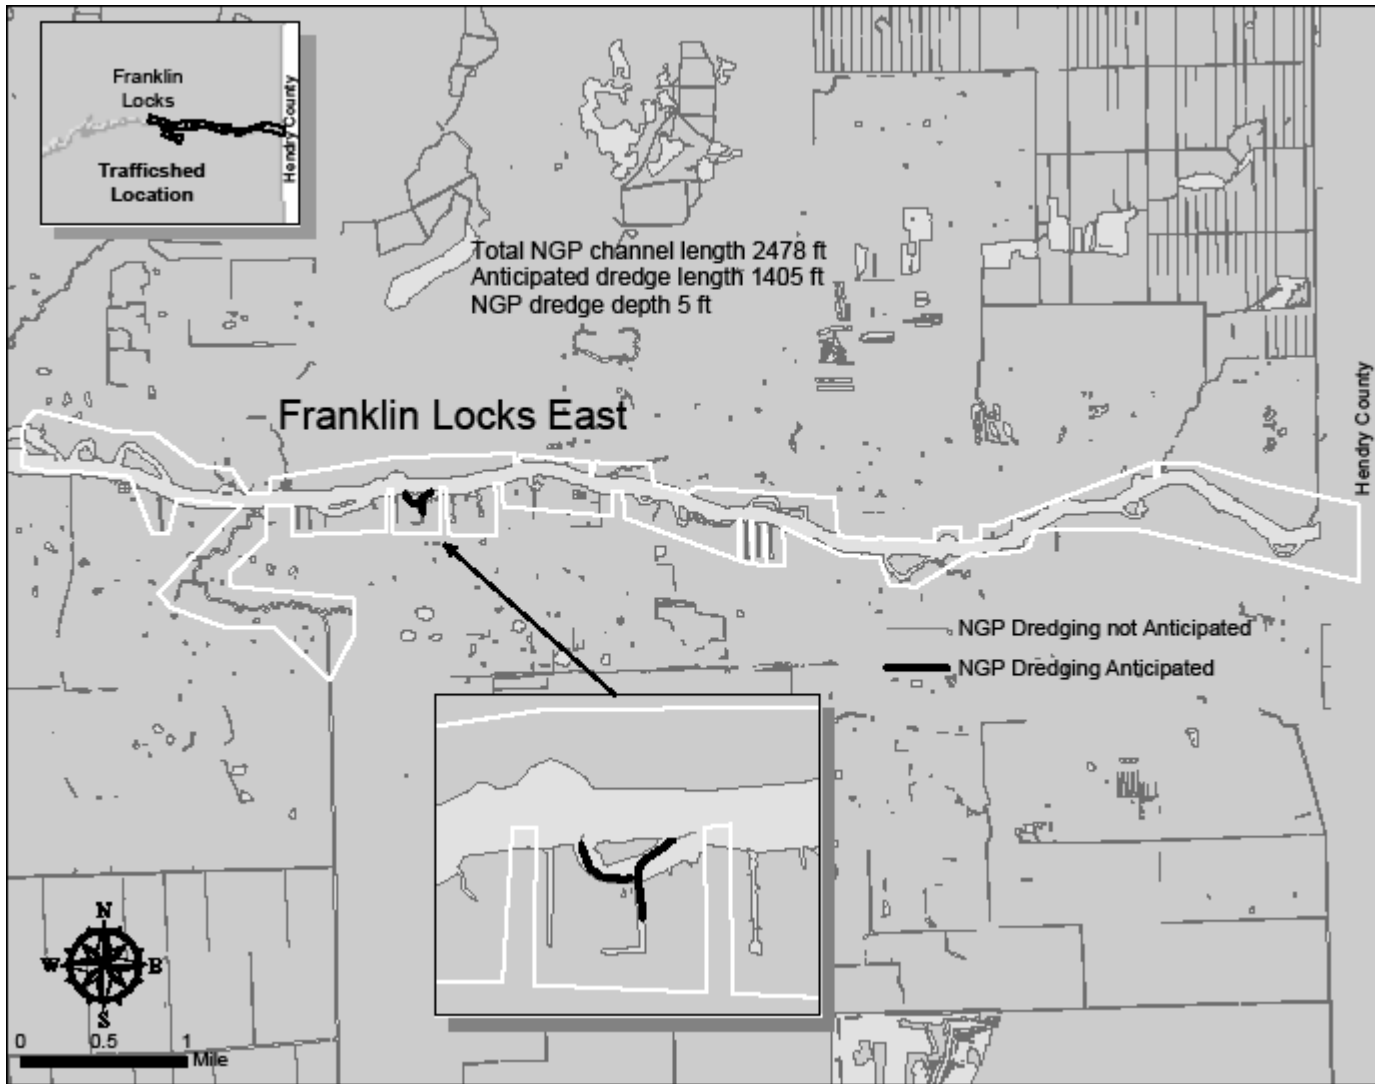 Franklin
Locks
Hendry County
Trafficshed
Location
Total NGP channel length 2478 ft
Anticipated dredge length 1405 ft
NGP dredge depth 5 ft
Hendry County
Franklin Locks East
NGP Dredging not Anticipated
NGP Dredging Anticipated
N
W E
S
0 0.5 1
Mile